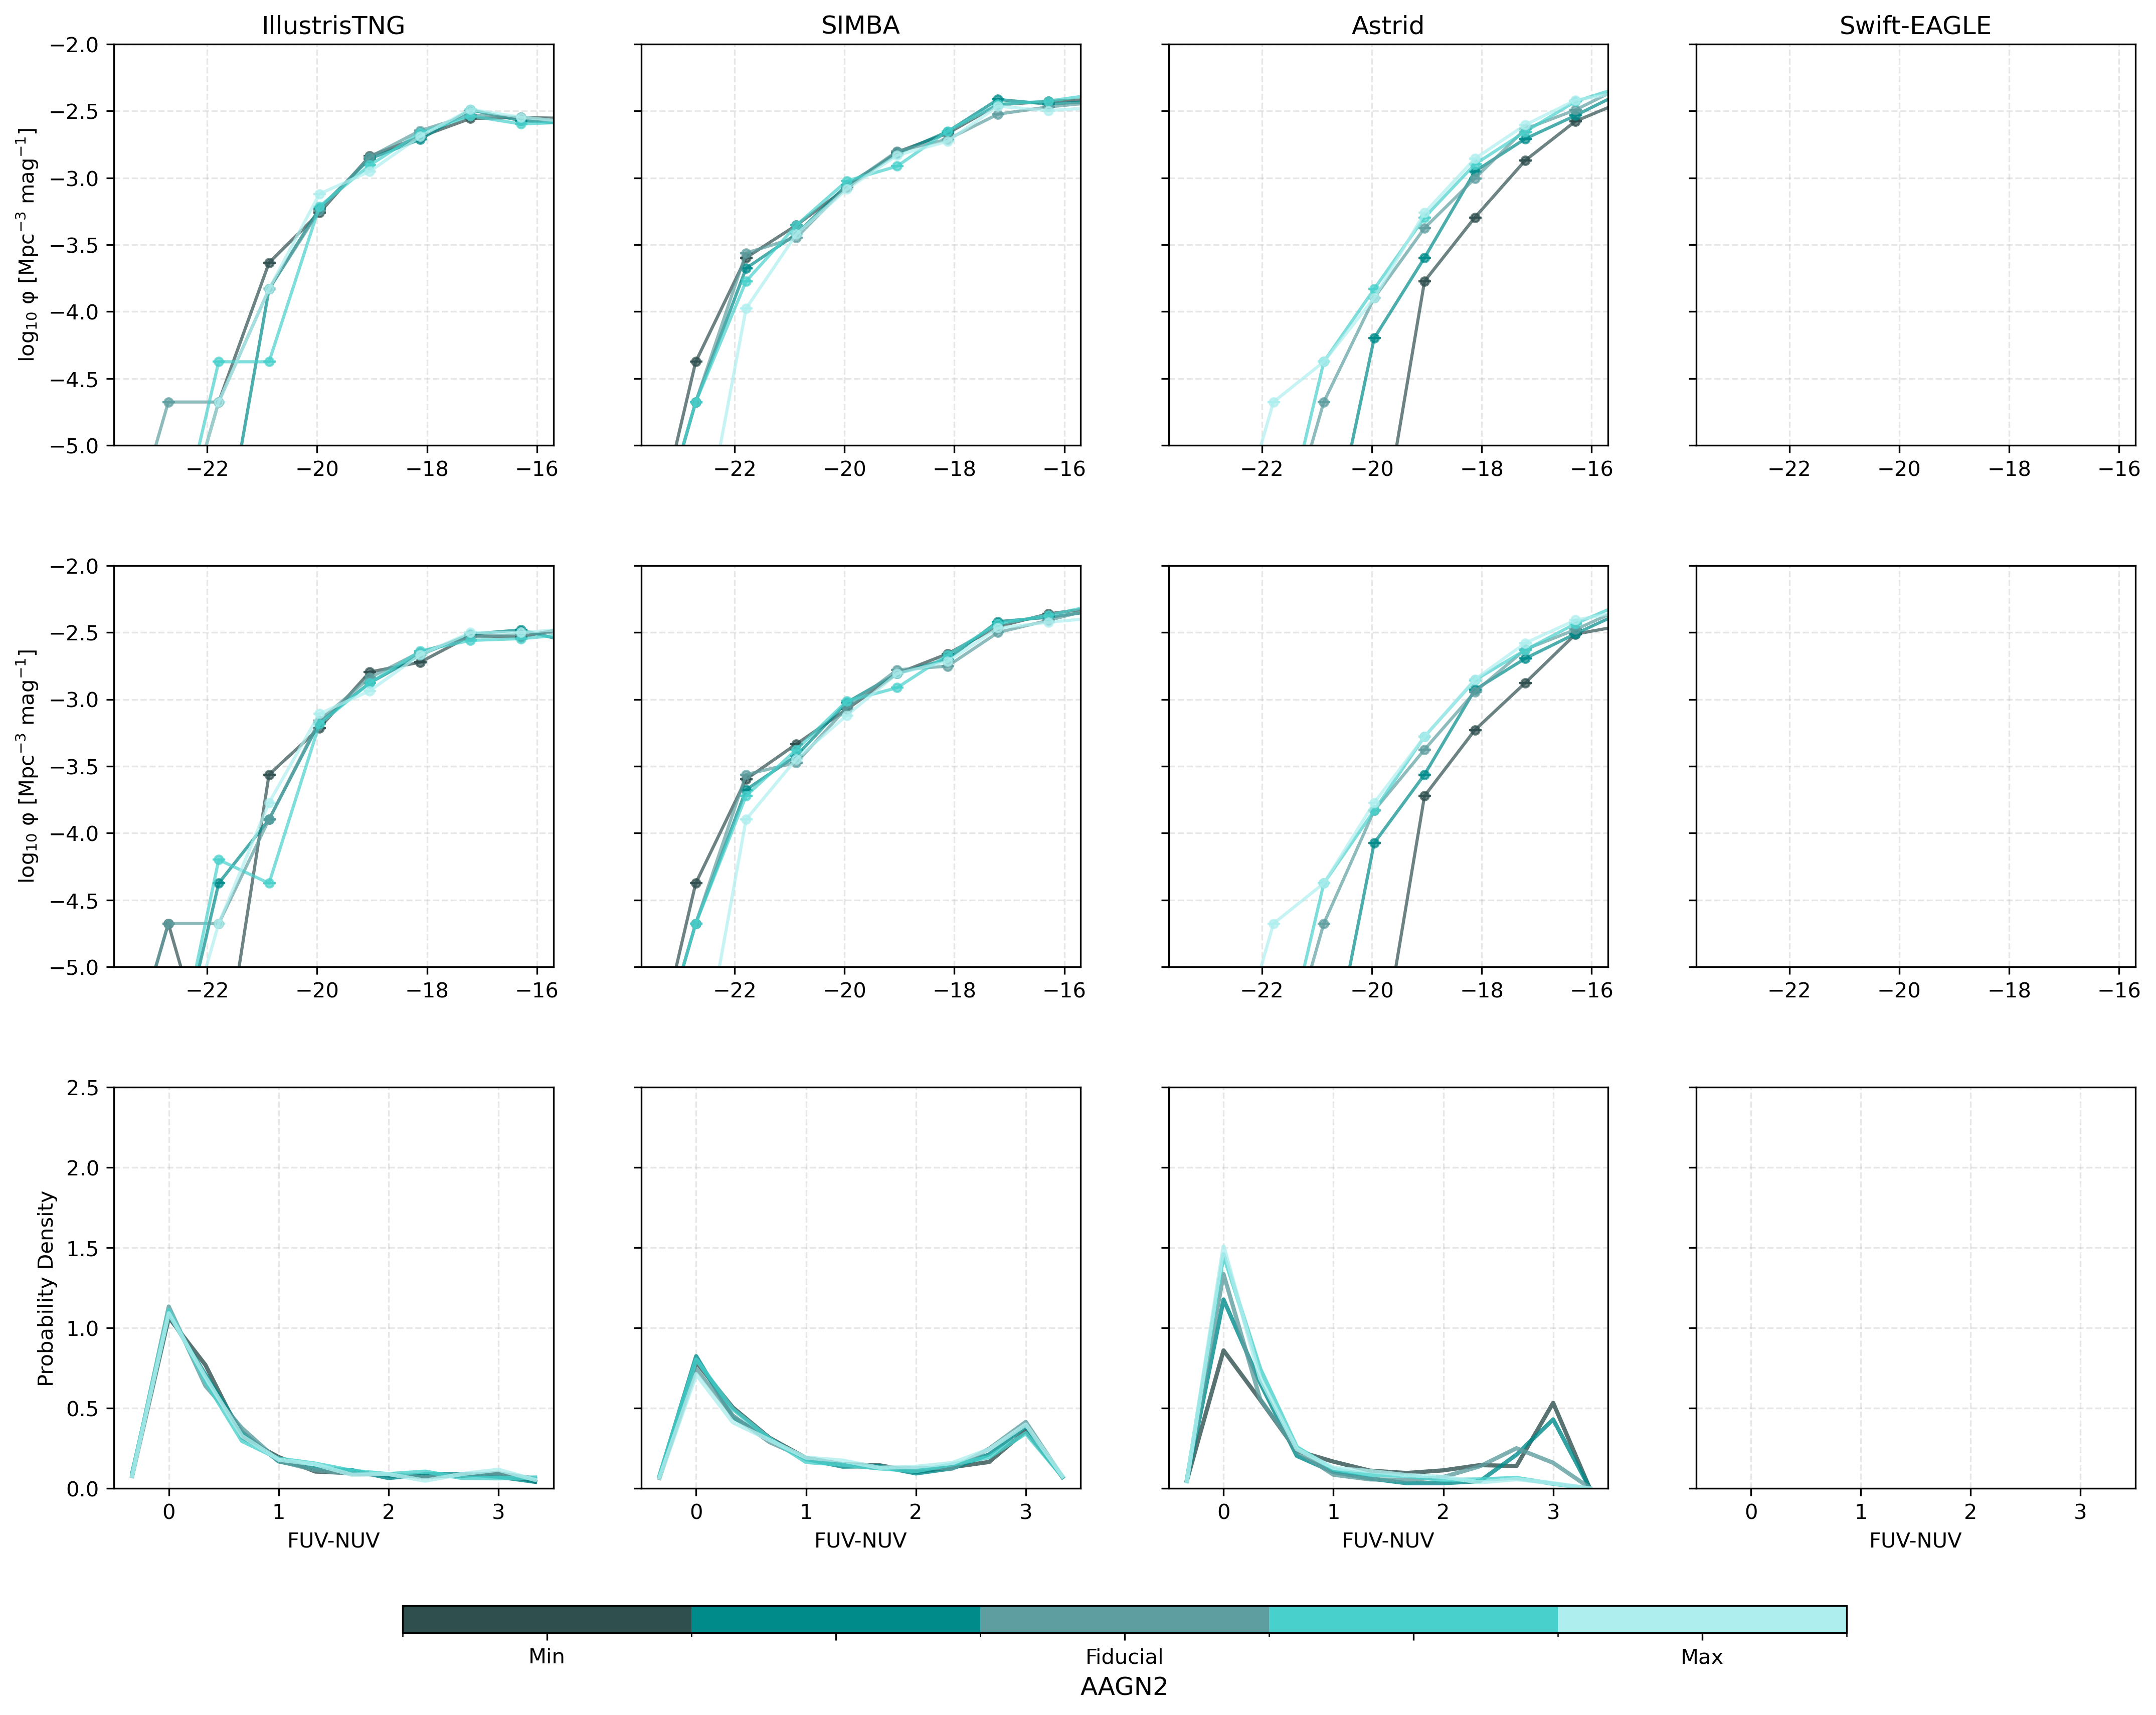 IllustrisTNG SIMBA Astrid Swift-EAGLE
−2.0
−2.5
−3.0
−3.5
−4.0
−4.5
−5.0
log₁₀ φ [Mpc⁻³ mag⁻¹]
−22 −20 −18 −16 −22 −20 −18 −16 −22 −20 −18 −16 −22 −20 −18 −16
−2.0
−2.5
−3.0
−3.5
−4.0
−4.5
−5.0
log₁₀ φ [Mpc⁻³ mag⁻¹]
−22 −20 −18 −16 −22 −20 −18 −16 −22 −20 −18 −16 −22 −20 −18 −16
2.5
2.0
1.5
1.0
0.5
0.0
Probability Density
0 1 2 3 0 1 2 3 0 1 2 3 0 1 2 3
FUV-NUV FUV-NUV FUV-NUV FUV-NUV
Min Fiducial Max
AAGN2